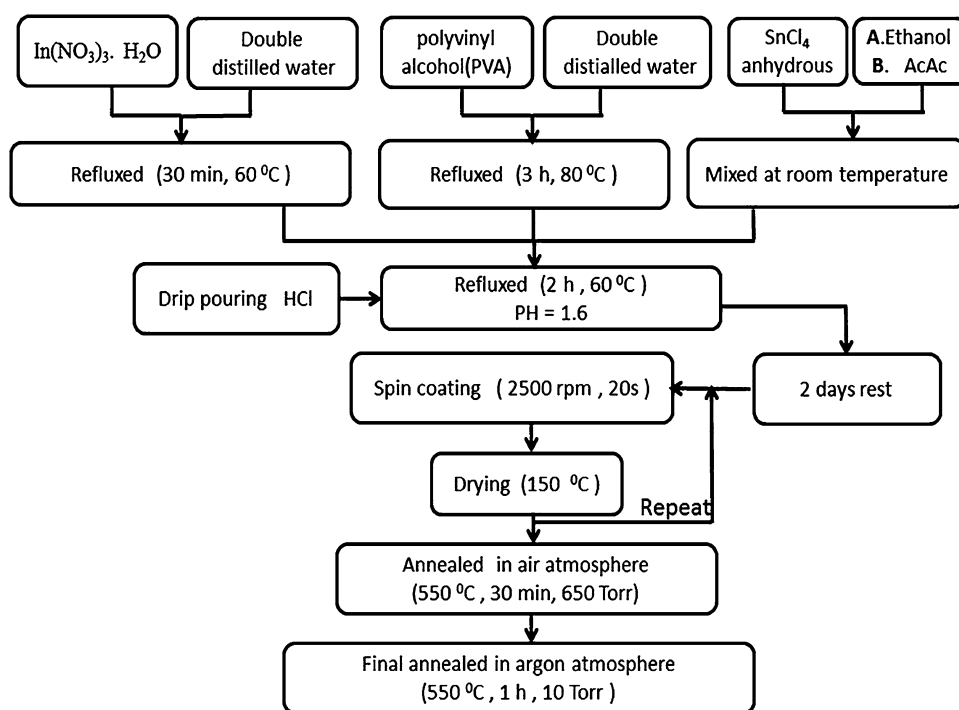 In(NO₃)₃. H₂O
Double
distilled water
polyvinyl
alcohol(PVA)
Double
distialled water
SnCl₄
anhydrous
A.Ethanol
B. AcAc
Refluxed (30 min, 60 ⁰C )
Refluxed (3 h, 80 ⁰C)
Mixed at room temperature
Drip pouring HCl
Refluxed (2 h , 60 ⁰C )
PH = 1.6
Spin coating ( 2500 rpm , 20s )
2 days rest
Drying (150 ⁰C )
Repeat
Annealed in air atmosphere
(550 ⁰C , 30 min, 650 Torr)
Final annealed in argon atmosphere
(550 ⁰C , 1 h , 10 Torr )